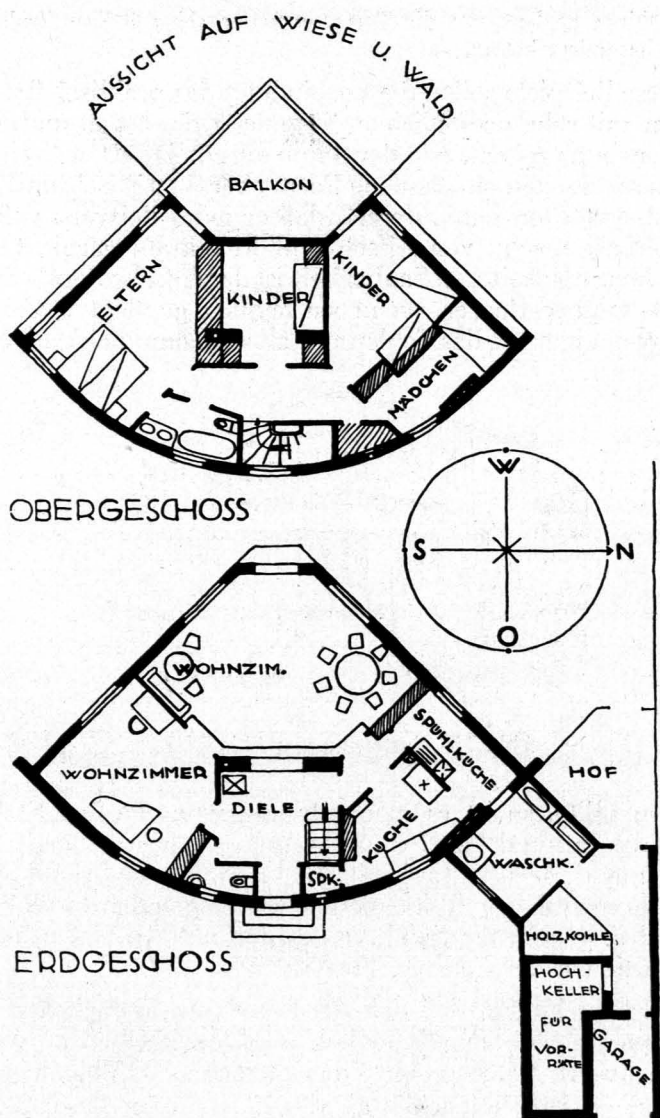 AUSSICHT AUF WIESE U. WALD
BALKON
ELTERN
KINDER
KINDER
MÄDCHEN
OBERGESCHOSS
W
S
N
O
WOHNZIM.
WOHNZIMMER
DIELE
SPÜHLKÜCHE
KÜCHE
SPK.
HOF
WASCHK.
HOLZ, KOHLE
HOCH-
KELLER
FÜR
VOR-
RÄTE
GARAGE
ERDGESCHOSS